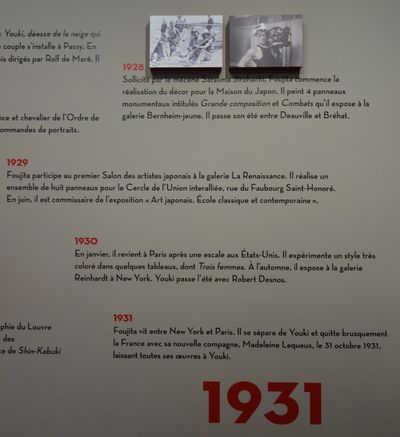 : Youki, déesse de la neige qui
couple s'installe à Passy. En
is dirigés par Rolf de Maré. Il
nce et chevalier de l'Ordre de
ommandes de portraits.
1928
Sollicité par le mécène Satsuma Jirohachi, Foujita commence la
réalisation du décor pour la Maison du Japon. Il peint 4 panneaux
monumentaux intitulés Grande composition et Combats qu'il expose à la
galerie Bernheim-jeune. Il passe son été entre Deauville et Bréhat.
1929
Foujita participe au premier Salon des artistes japonais à la galerie La Renaissance. Il réalise un
ensemble de huit panneaux pour le Cercle de l'Union interalliée, rue du Faubourg Saint-Honoré.
En juin, il est commissaire de l'exposition « Art japonais. École classique et contemporaine ».
1930
En janvier, il revient à Paris après une escale aux États-Unis. Il expérimente un style très
coloré dans quelques tableaux, dont Trois femmes. À l'automne, il expose à la galerie
Reinhardt à New York. Youki passe l'été avec Robert Desnos.
phie du Louvre
des
ce de Shin-Kabuki
1931
Foujita vit entre New York et Paris. Il se sépare de Youki et quitte brusquement
la France avec sa nouvelle compagne, Madeleine Lequeux, le 31 octobre 1931,
laissant toutes ses œuvres à Youki.
1931